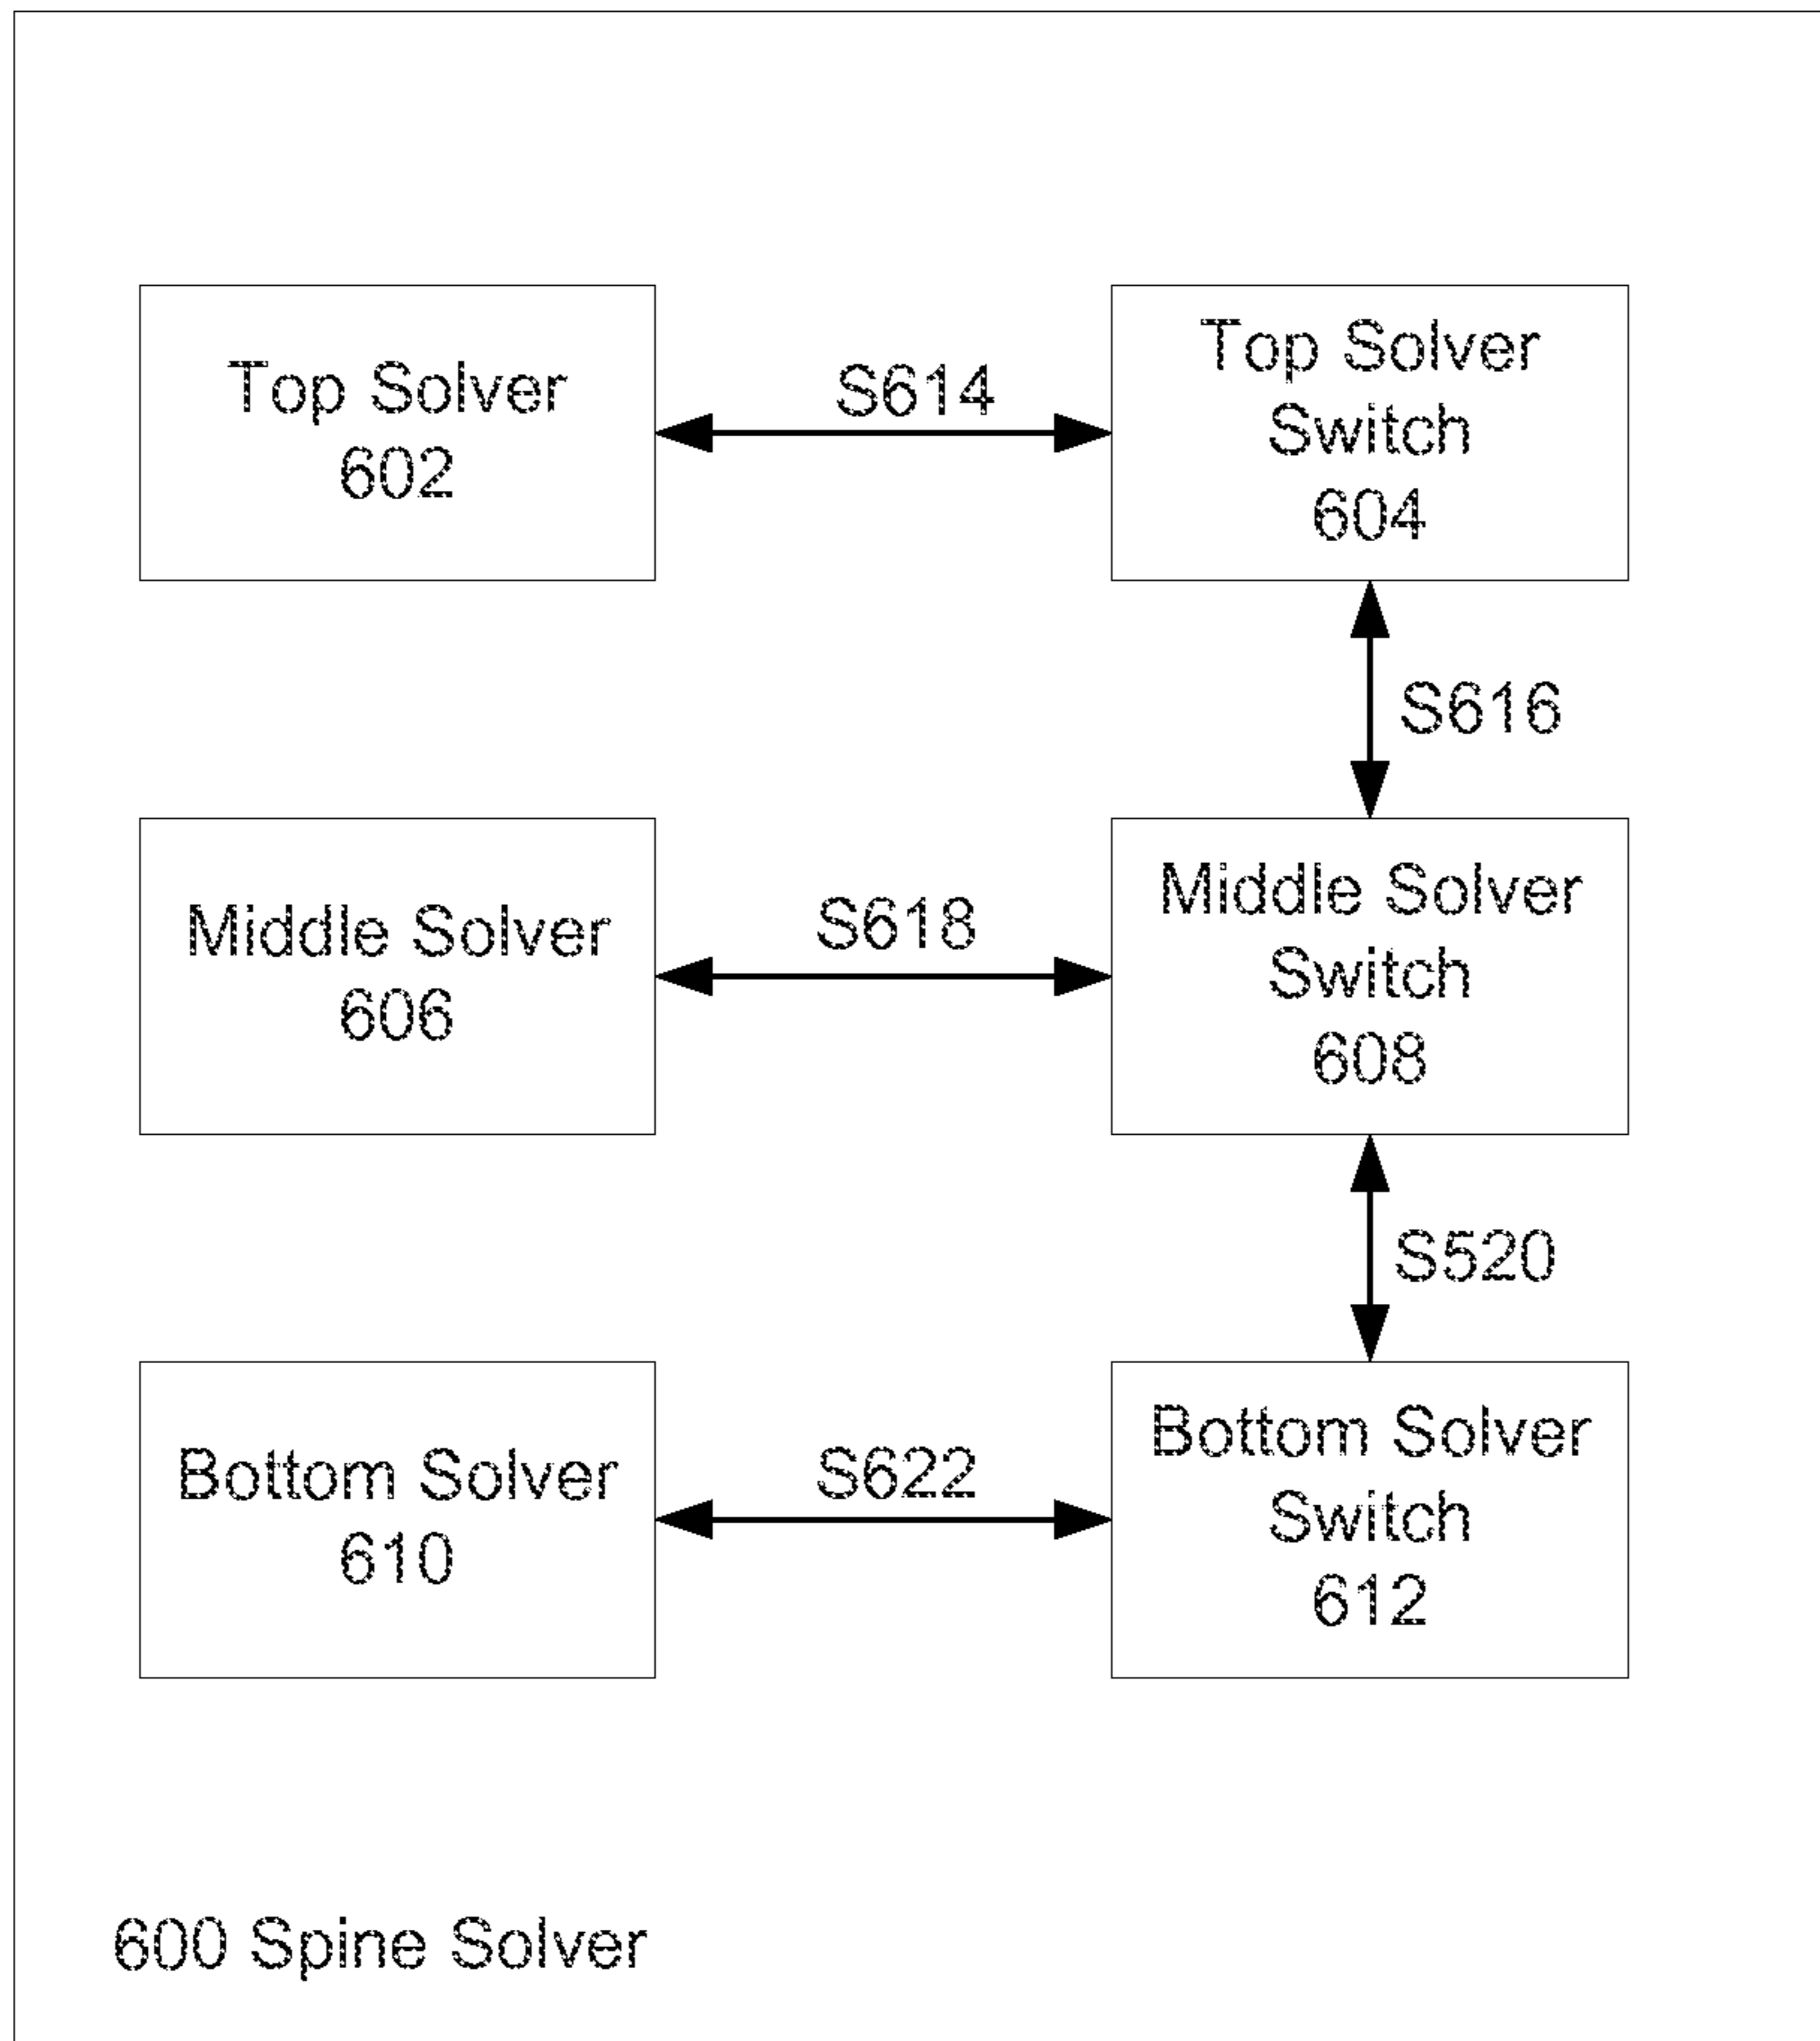 Top Solver
602
S614
Top Solver
Switch
604
S616
Middle Solver
606
S618
Middle Solver
Switch
608
S520
Bottom Solver
610
S622
Bottom Solver
Switch
612
600 Spine Solver